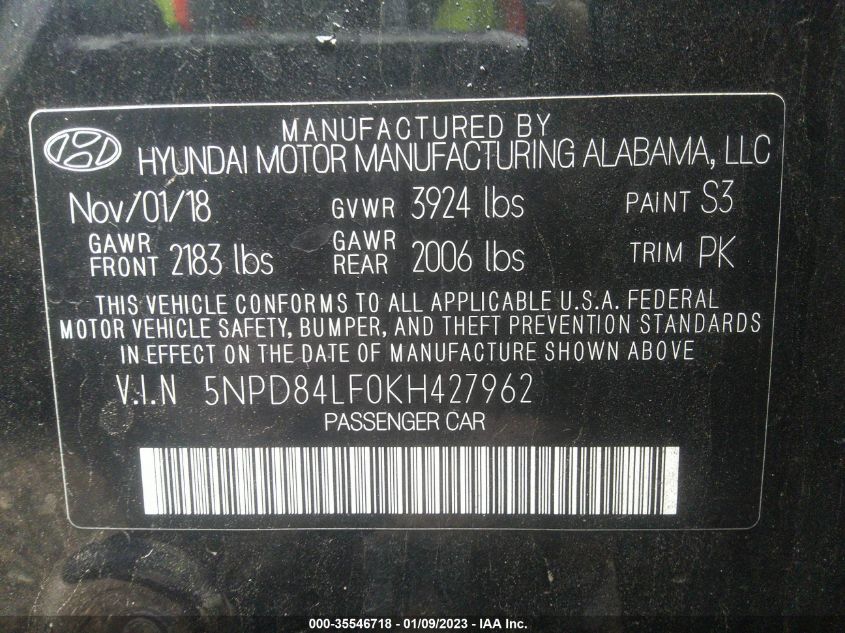 MANUFACTURED BY
HYUNDAI MOTOR MANUFACTURING ALABAMA, LLC
Nov/01/18 GVWR 3924 lbs PAINT S3
GAWR FRONT 2183 lbs GAWR REAR 2006 lbs TRIM PK
THIS VEHICLE CONFORMS TO ALL APPLICABLE U.S.A. FEDERAL
MOTOR VEHICLE SAFETY, BUMPER, AND THEFT PREVENTION STANDARDS
IN EFFECT ON THE DATE OF MANUFACTURE SHOWN ABOVE
V.I.N 5NPD84LF0KH427962
PASSENGER CAR
000-35546718 - 01/09/2023 - IAA Inc.